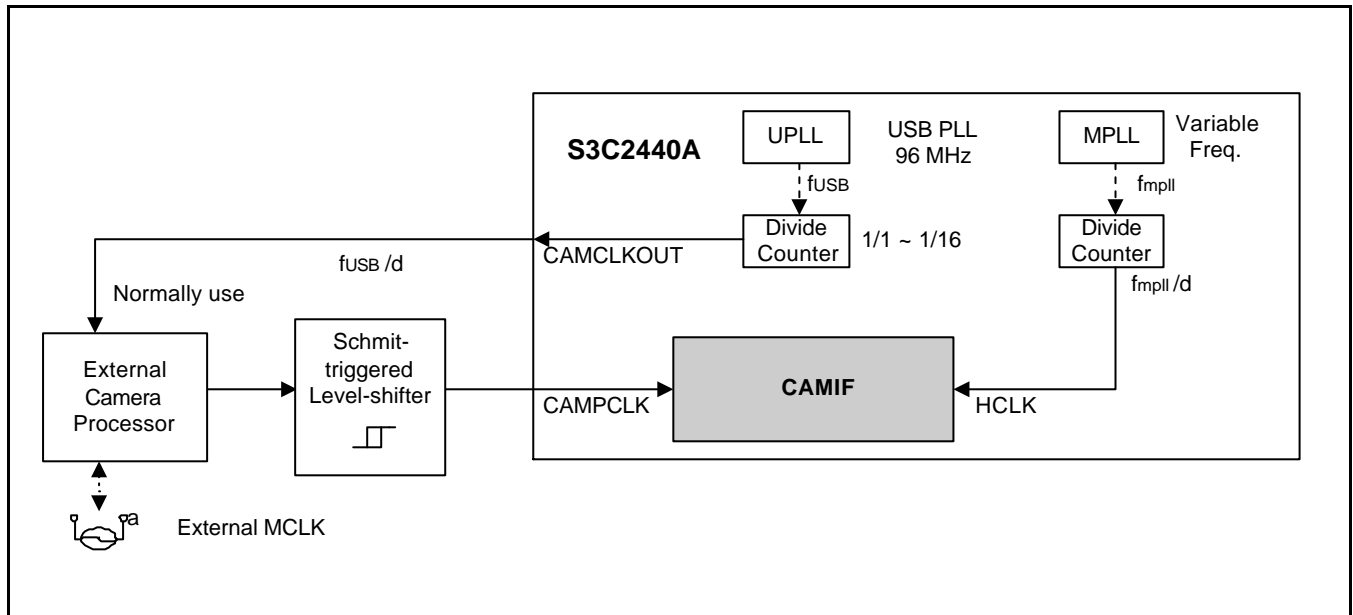 S3C2440A
UPLL
USB PLL
96 MHz
MPLL
Variable
Freq.
fUSB
fmpll
Divide
Counter
1/1 ~ 1/16
Divide
Counter
CAMCLKOUT
fUSB /d
fmpll /d
Normally use
External
Camera
Processor
Schmit-
triggered
Level-shifter
CAMPCLK
CAMIF
HCLK
a
External MCLK